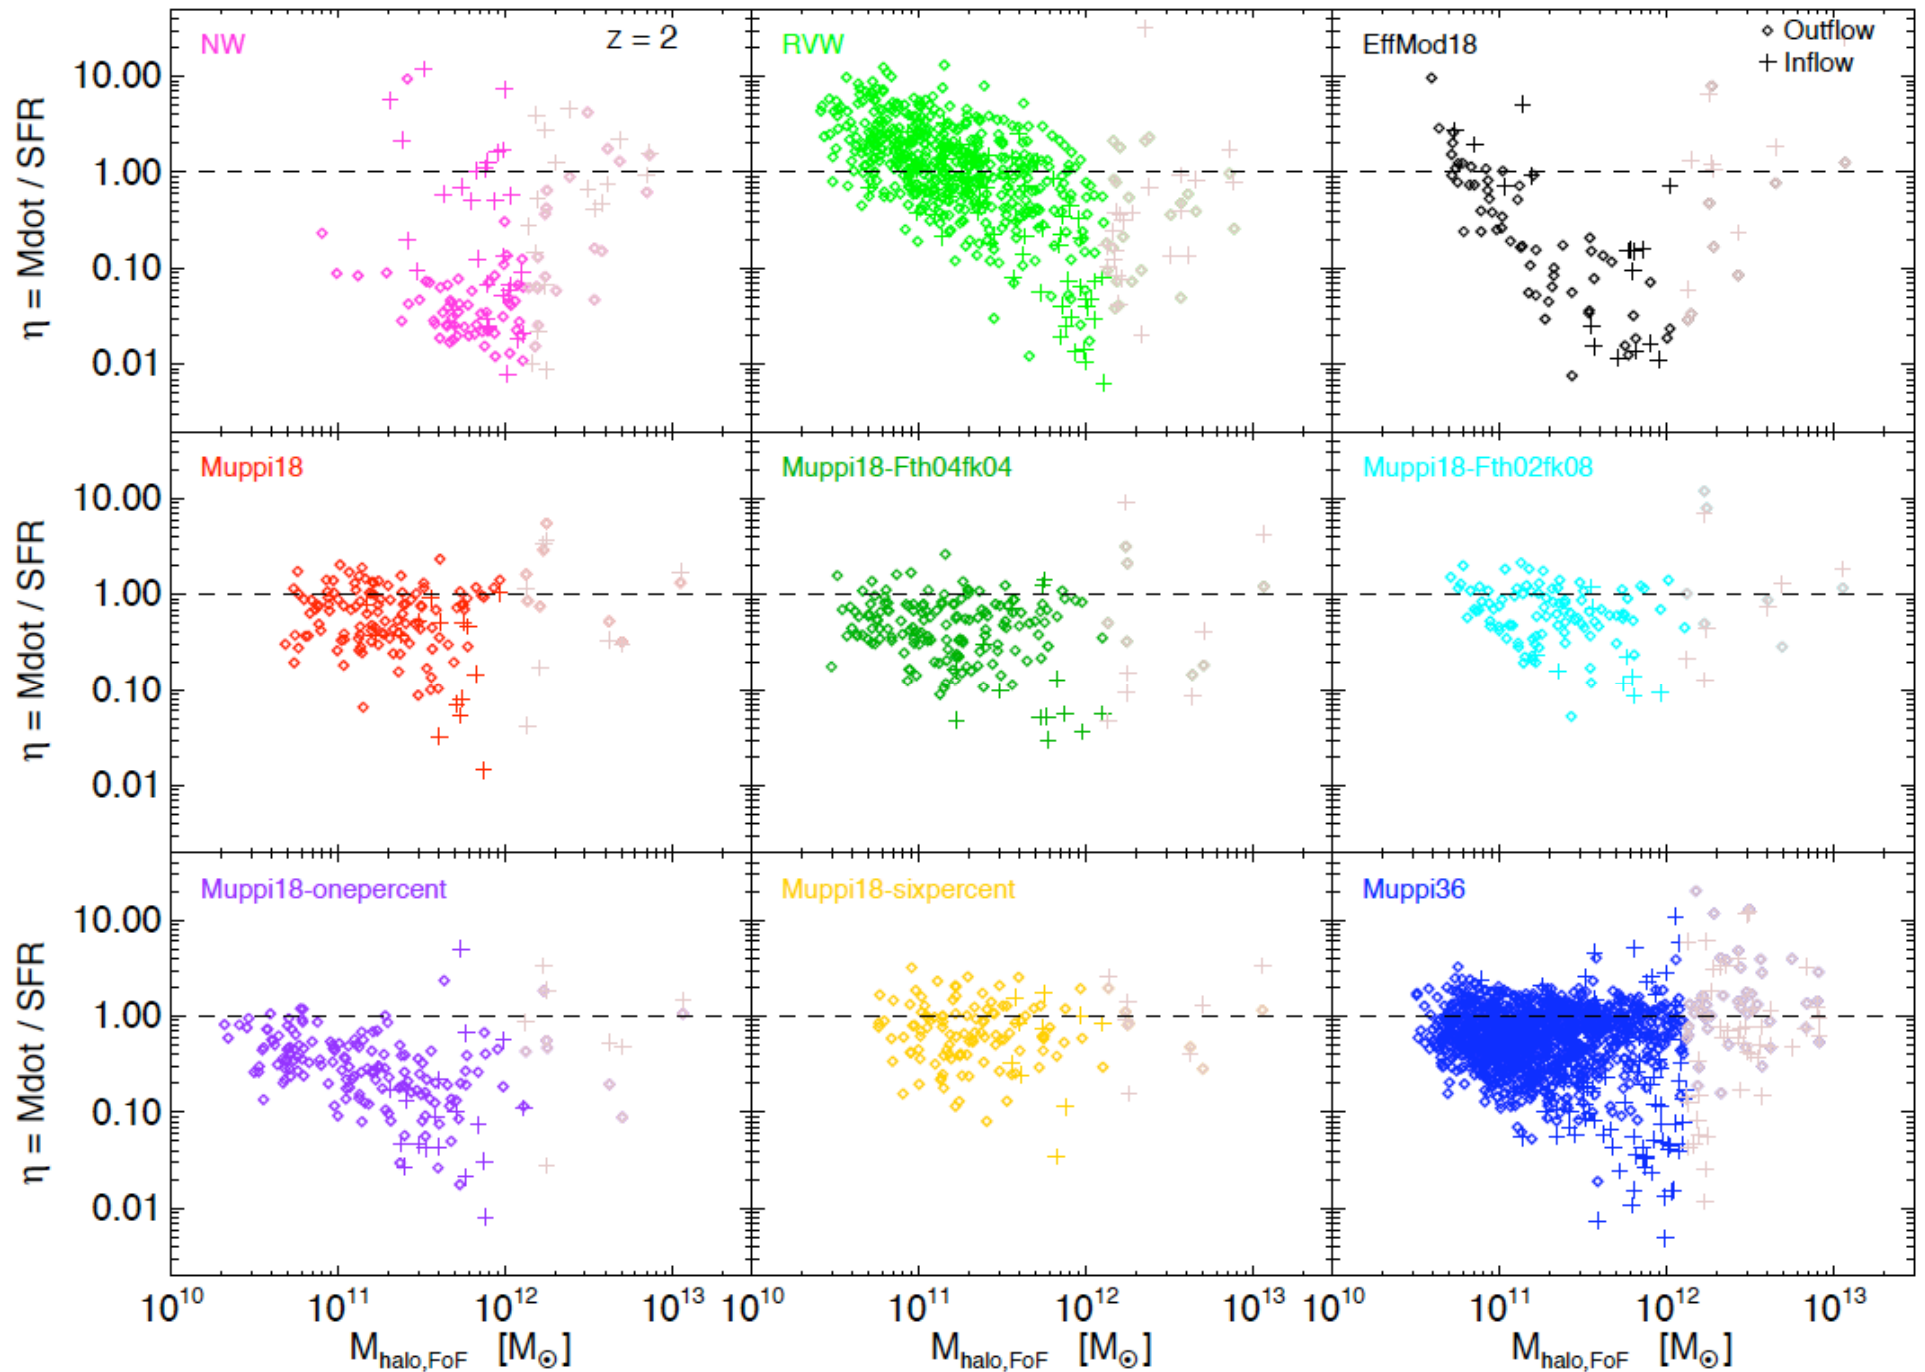 NW
z = 2
RVW
EffMod18
Outflow
Inflow
η = Mdot / SFR
10.00
1.00
0.10
0.01
Muppi18
Muppi18-Fth04fk04
Muppi18-Fth02fk08
η = Mdot / SFR
10.00
1.00
0.10
0.01
Muppi18-onepercent
Muppi18-sixpercent
Muppi36
η = Mdot / SFR
10.00
1.00
0.10
0.01
10^10 10^11 10^12 10^13 10^10 10^11 10^12 10^13 10^10 10^11 10^12 10^13
M_halo,FoF [M_⊙] M_halo,FoF [M_⊙] M_halo,FoF [M_⊙]